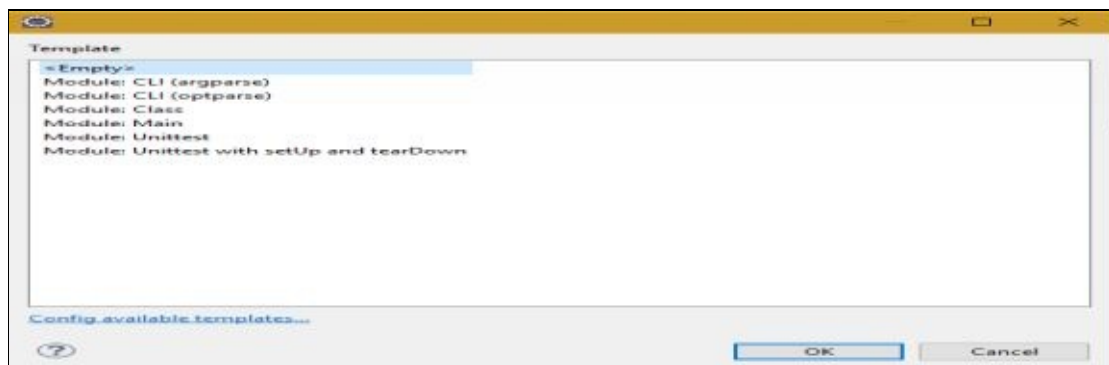 Template
<Empty>
Module: CLI (argparse)
Module: CLI (optparse)
Module: Class
Module: Main
Module: Unittest
Module: Unittest with setUp and tearDown
Config available templates...
OK
Cancel